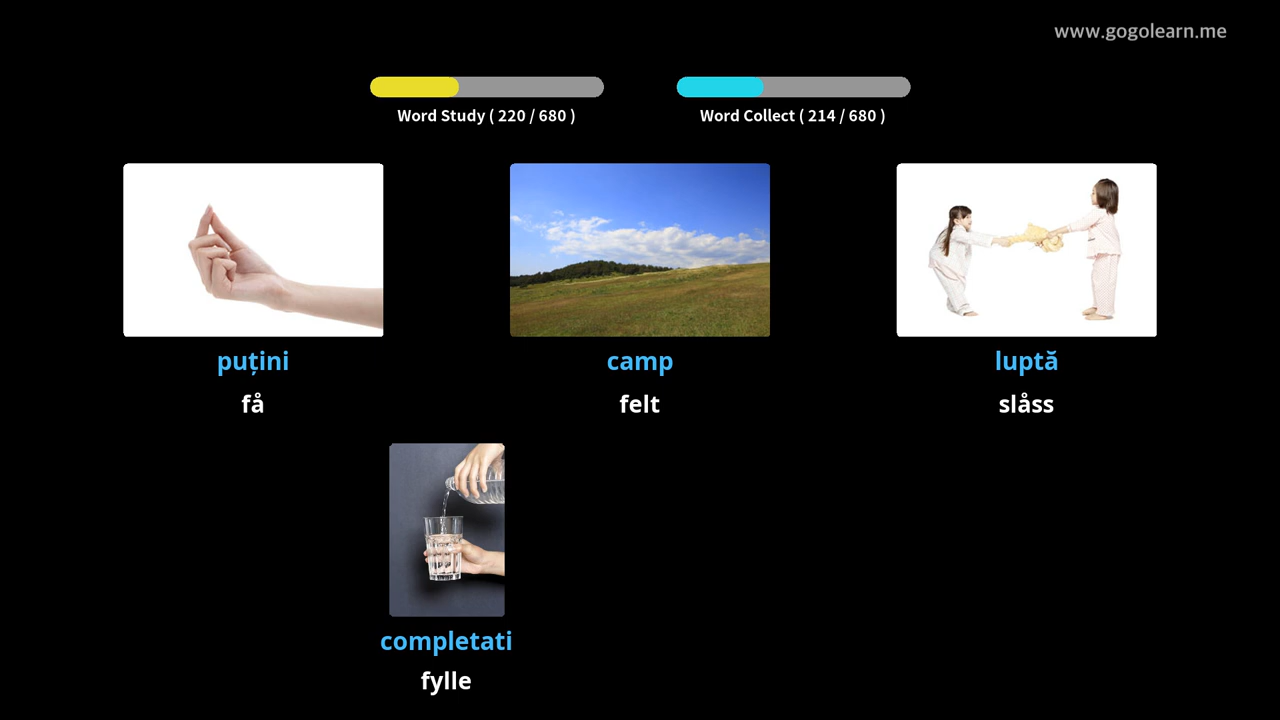 www.gogolearn.me
Word Study ( 220 / 680 )
Word Collect ( 214 / 680 )
puțini
camp
luptă
få
felt
slåss
completati
fylle